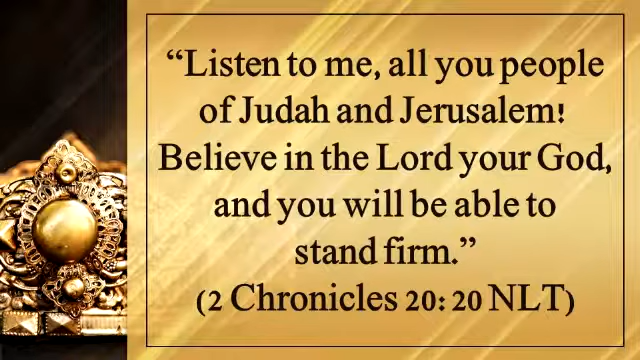 “Listen to me, all you people
of Judah and Jerusalem!
Believe in the Lord your God,
and you will be able to
stand firm.”
(2 Chronicles 20: 20 NLT)